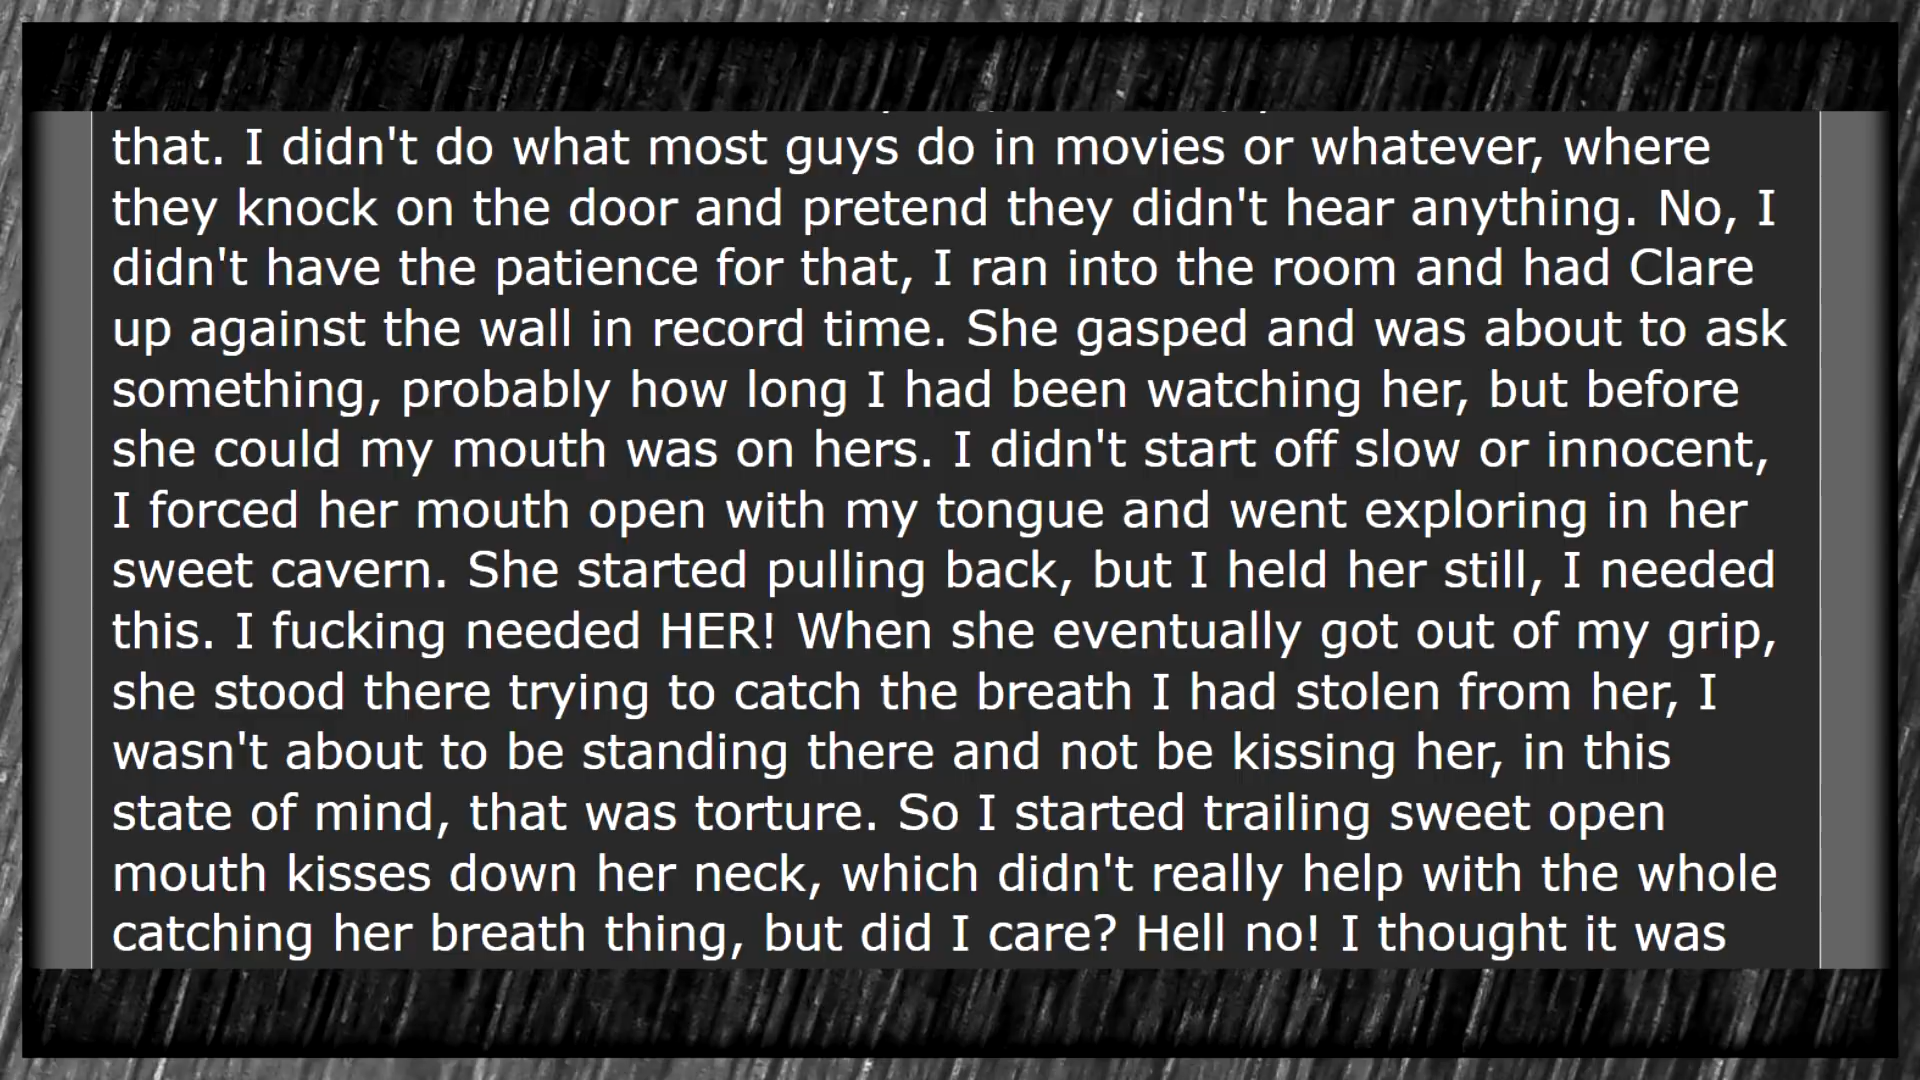 that. I didn't do what most guys do in movies or whatever, where
they knock on the door and pretend they didn't hear anything. No, I
didn't have the patience for that, I ran into the room and had Clare
up against the wall in record time. She gasped and was about to ask
something, probably how long I had been watching her, but before
she could my mouth was on hers. I didn't start off slow or innocent,
I forced her mouth open with my tongue and went exploring in her
sweet cavern. She started pulling back, but I held her still, I needed
this. I fucking needed HER! When she eventually got out of my grip,
she stood there trying to catch the breath I had stolen from her, I
wasn't about to be standing there and not be kissing her, in this
state of mind, that was torture. So I started trailing sweet open
mouth kisses down her neck, which didn't really help with the whole
catching her breath thing, but did I care? Hell no! I thought it was